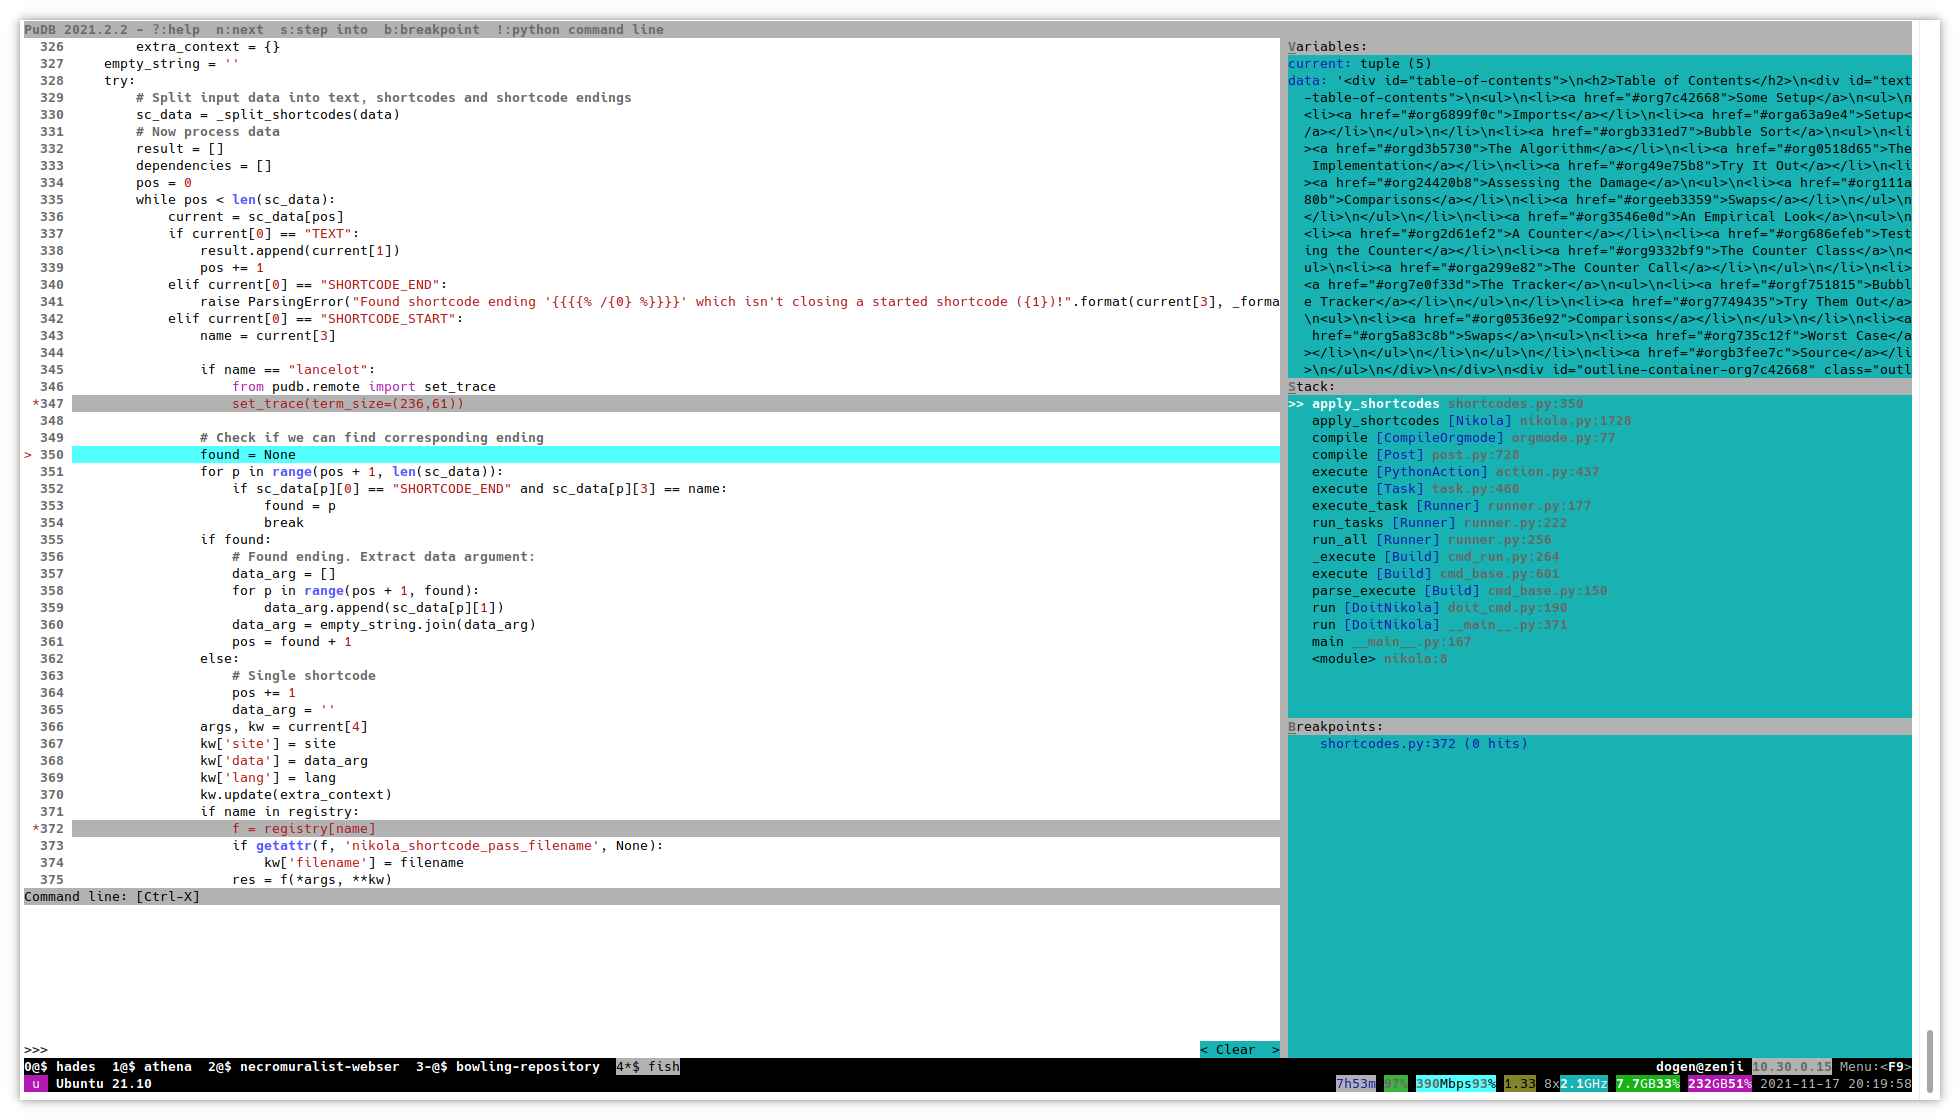 PuDB 2021.2.2 - ?:help  n:next  s:step into  b:breakpoint  !:python command line
326         extra_context = {}
327     empty_string = ''
328     try:
329         # Split input data into text, shortcodes and shortcode endings
330         sc_data = _split_shortcodes(data)
331         # Now process data
332         result = []
333         dependencies = []
334         pos = 0
335         while pos < len(sc_data):
336             current = sc_data[pos]
337             if current[0] == "TEXT":
338                 result.append(current[1])
339                 pos += 1
340             elif current[0] == "SHORTCODE_END":
341                 raise ParsingError("Found shortcode ending '{{{{% /{0} %}}}}' which isn't closing a started shortcode ({1})!".format(current[3], _forma
342             elif current[0] == "SHORTCODE_START":
343                 name = current[3]
344
345                 if name == "lancelot":
346                     from pudb.remote import set_trace
*347                     set_trace(term_size=(236,61))
348
349                 # Check if we can find corresponding ending
> 350                 found = None
351                 for p in range(pos + 1, len(sc_data)):
352                     if sc_data[p][0] == "SHORTCODE_END" and sc_data[p][3] == name:
353                         found = p
354                         break
355                 if found:
356                     # Found ending. Extract data argument:
357                     data_arg = []
358                     for p in range(pos + 1, found):
359                         data_arg.append(sc_data[p][1])
360                     data_arg = empty_string.join(data_arg)
361                     pos = found + 1
362                 else:
363                     # Single shortcode
364                     pos += 1
365                     data_arg = ''
366                 args, kw = current[4]
367                 kw['site'] = site
368                 kw['data'] = data_arg
369                 kw['lang'] = lang
370                 kw.update(extra_context)
371                 if name in registry:
*372                     f = registry[name]
373                     if getattr(f, 'nikola_shortcode_pass_filename', None):
374                         kw['filename'] = filename
375                     res = f(*args, **kw)
Command line: [Ctrl-X]
>>>
< Clear  >
Variables:
current: tuple (5)
data: '<div id="table-of-contents">\n<h2>Table of Contents</h2>\n<div id="text
-table-of-contents">\n<ul>\n<li><a href="#org7c42668">Some Setup</a>\n<ul>\n
<li><a href="#org6899f0c">Imports</a></li>\n<li><a href="#orga63a9e4">Setup<
/a></li>\n</ul>\n</li>\n<li><a href="#orgb331ed7">Bubble Sort</a>\n<ul>\n<li
><a href="#orgd3b5730">The Algorithm</a></li>\n<li><a href="#org0518d65">The
Implementation</a></li>\n<li><a href="#org49e75b8">Try It Out</a></li>\n<li
><a href="#org24420b8">Assessing the Damage</a>\n<ul>\n<li><a href="#org111a
80b">Comparisons</a></li>\n<li><a href="#orgeeb3359">Swaps</a></li>\n</ul>\n
</li>\n</ul>\n</li>\n<li><a href="#org3546e0d">An Empirical Look</a>\n<ul>\n
<li><a href="#org2d61ef2">A Counter</a></li>\n<li><a href="#org686efeb">Test
ing the Counter</a></li>\n<li><a href="#org9332bf9">The Counter Class</a>\n<
ul>\n<li><a href="#orga299e82">The Counter Call</a></li>\n</ul>\n</li>\n<li>
<a href="#org7e0f33d">The Tracker</a>\n<ul>\n<li><a href="#orgf751815">Bubbl
e Tracker</a></li>\n</ul>\n</li>\n<li><a href="#org7749435">Try Them Out</a>
\n<ul>\n<li><a href="#org0536e92">Comparisons</a></li>\n</ul>\n</li>\n<li><a
href="#org5a83c8b">Swaps</a>\n<ul>\n<li><a href="#org735c12f">Worst Case</a
></li>\n</ul>\n</li>\n</ul>\n</li>\n<li><a href="#orgb3fee7c">Source</a></li
>\n</ul>\n</div>\n</div>\n<div id="outline-container-org7c42668" class="outl
Stack:
>> apply_shortcodes shortcodes.py:350
apply_shortcodes [Nikola] nikola.py:1728
compile [CompileOrgmode] orgmode.py:77
compile [Post] post.py:728
execute [PythonAction] action.py:437
execute [Task] task.py:460
execute_task [Runner] runner.py:177
run_tasks [Runner] runner.py:222
run_all [Runner] runner.py:256
_execute [Build] cmd_run.py:264
execute [Build] cmd_base.py:601
parse_execute [Build] cmd_base.py:150
run [DoitNikola] doit_cmd.py:190
run [DoitNikola] __main__.py:371
main __main__.py:167
<module> nikola:8
Breakpoints:
shortcodes.py:372 (0 hits)
0@$ hades  1@$ athena  2@$ necromuralist-webser  3-@$ bowling-repository  4*$ fish
dogen@zenji 10.30.0.15 Menu:<F9>
u  Ubuntu 21.10
7h53m 97% 390Mbps93% 1.33 8x2.1GHz 7.7GB33% 232GB51% 2021-11-17 20:19:58